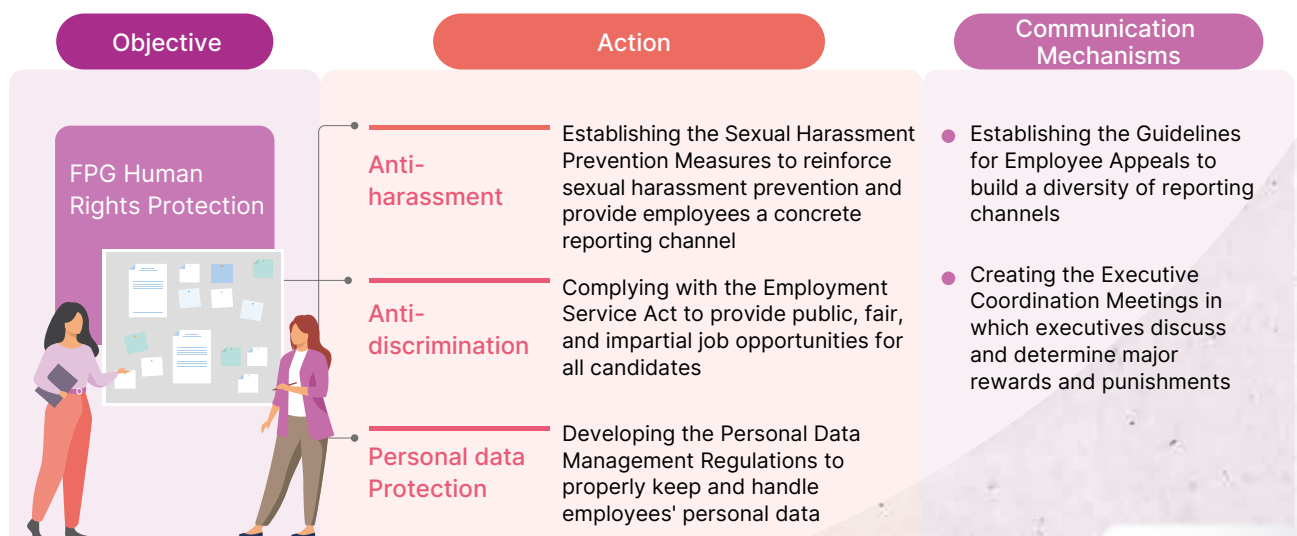 Objective
Action
Communication
Mechanisms
FPG Human
Rights Protection
Anti-
harassment
Establishing the Sexual Harassment
Prevention Measures to reinforce
sexual harassment prevention and
provide employees a concrete
reporting channel
Anti-
discrimination
Complying with the Employment
Service Act to provide public, fair,
and impartial job opportunities for
all candidates
Personal data
Protection
Developing the Personal Data
Management Regulations to
properly keep and handle
employees' personal data
Establishing the Guidelines
for Employee Appeals to
build a diversity of reporting
channels
Creating the Executive
Coordination Meetings in
which executives discuss
and determine major
rewards and punishments